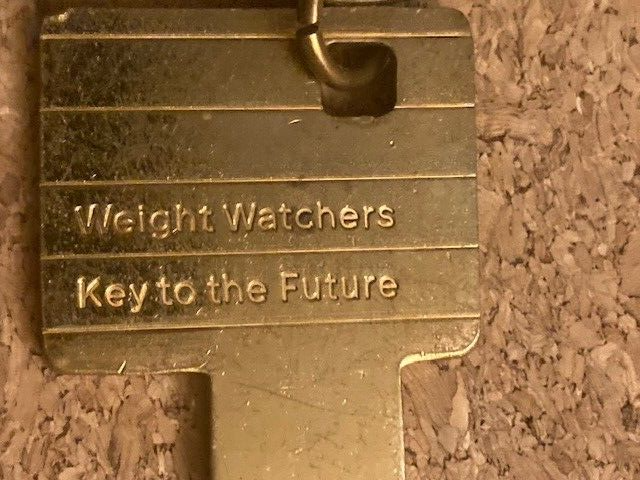 Weight Watchers
Key to the Future